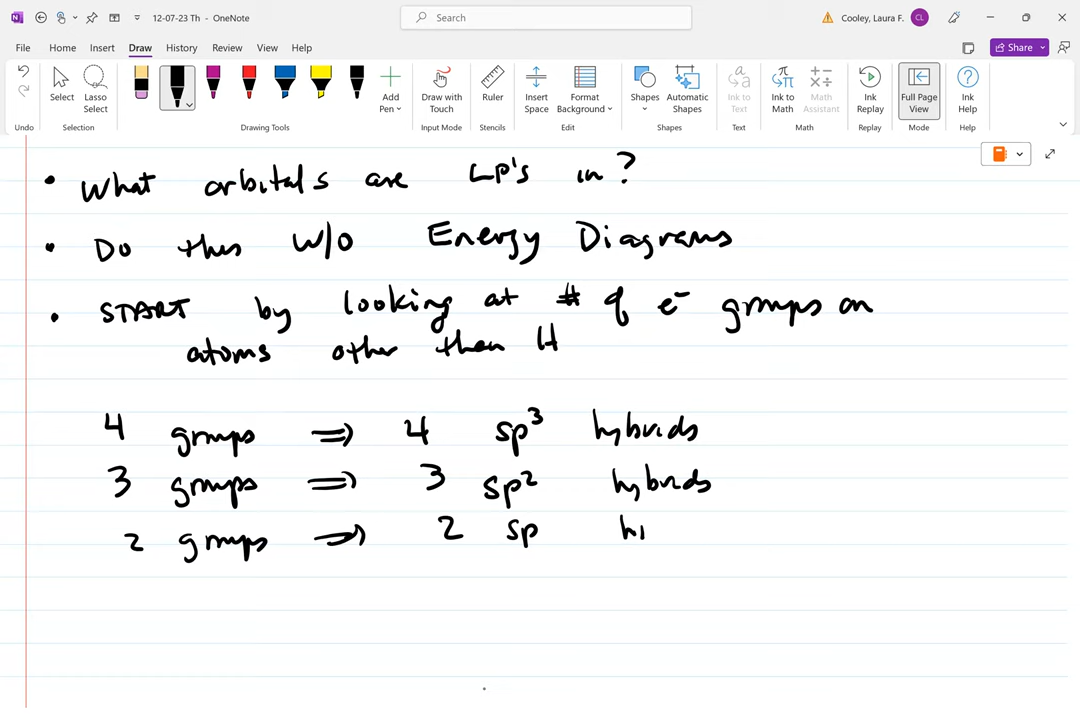 12-07-23 Th - OneNote
Search
Cooley, Laura F.
CL
File Home Insert Draw History Review View Help
Share
Select
Lasso Select
Add Pen
Draw with Touch
Ruler
Insert Space
Format Background
Shapes
Automatic Shapes
Ink to Text
Ink to Math
Math Assistant
Ink Replay
Full Page View
Ink Help
Undo
Selection
Drawing Tools
Input Mode
Stencils
Edit
Shapes
Text
Math
Replay
Mode
Help
• What orbitals are LP's in?
• Do this w/o Energy Diagrams
• START by looking at # of e⁻ groups on
atoms other than H
4 groups ⇒ 4 sp³ hybrids
3 groups ⇒ 3 sp² hybrids
2 groups ⇒ 2 sp hy